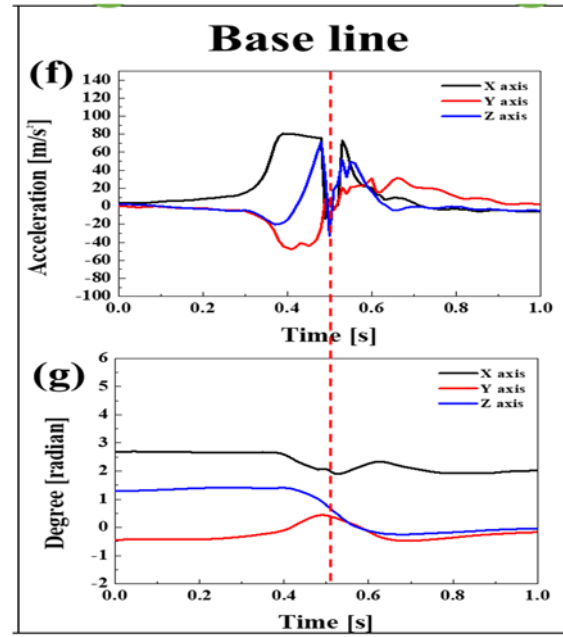 Base line
(f)
Acceleration [m/s²]
140
120
100
80
60
40
20
0
-20
-40
-60
-80
-100
X axis
Y axis
Z axis
0.0 0.2 0.4 0.6 0.8 1.0
Time [s]
(g)
Degree [radian]
6
5
4
3
2
1
0
-1
-2
X axis
Y axis
Z axis
0.0 0.2 0.4 0.6 0.8 1.0
Time [s]